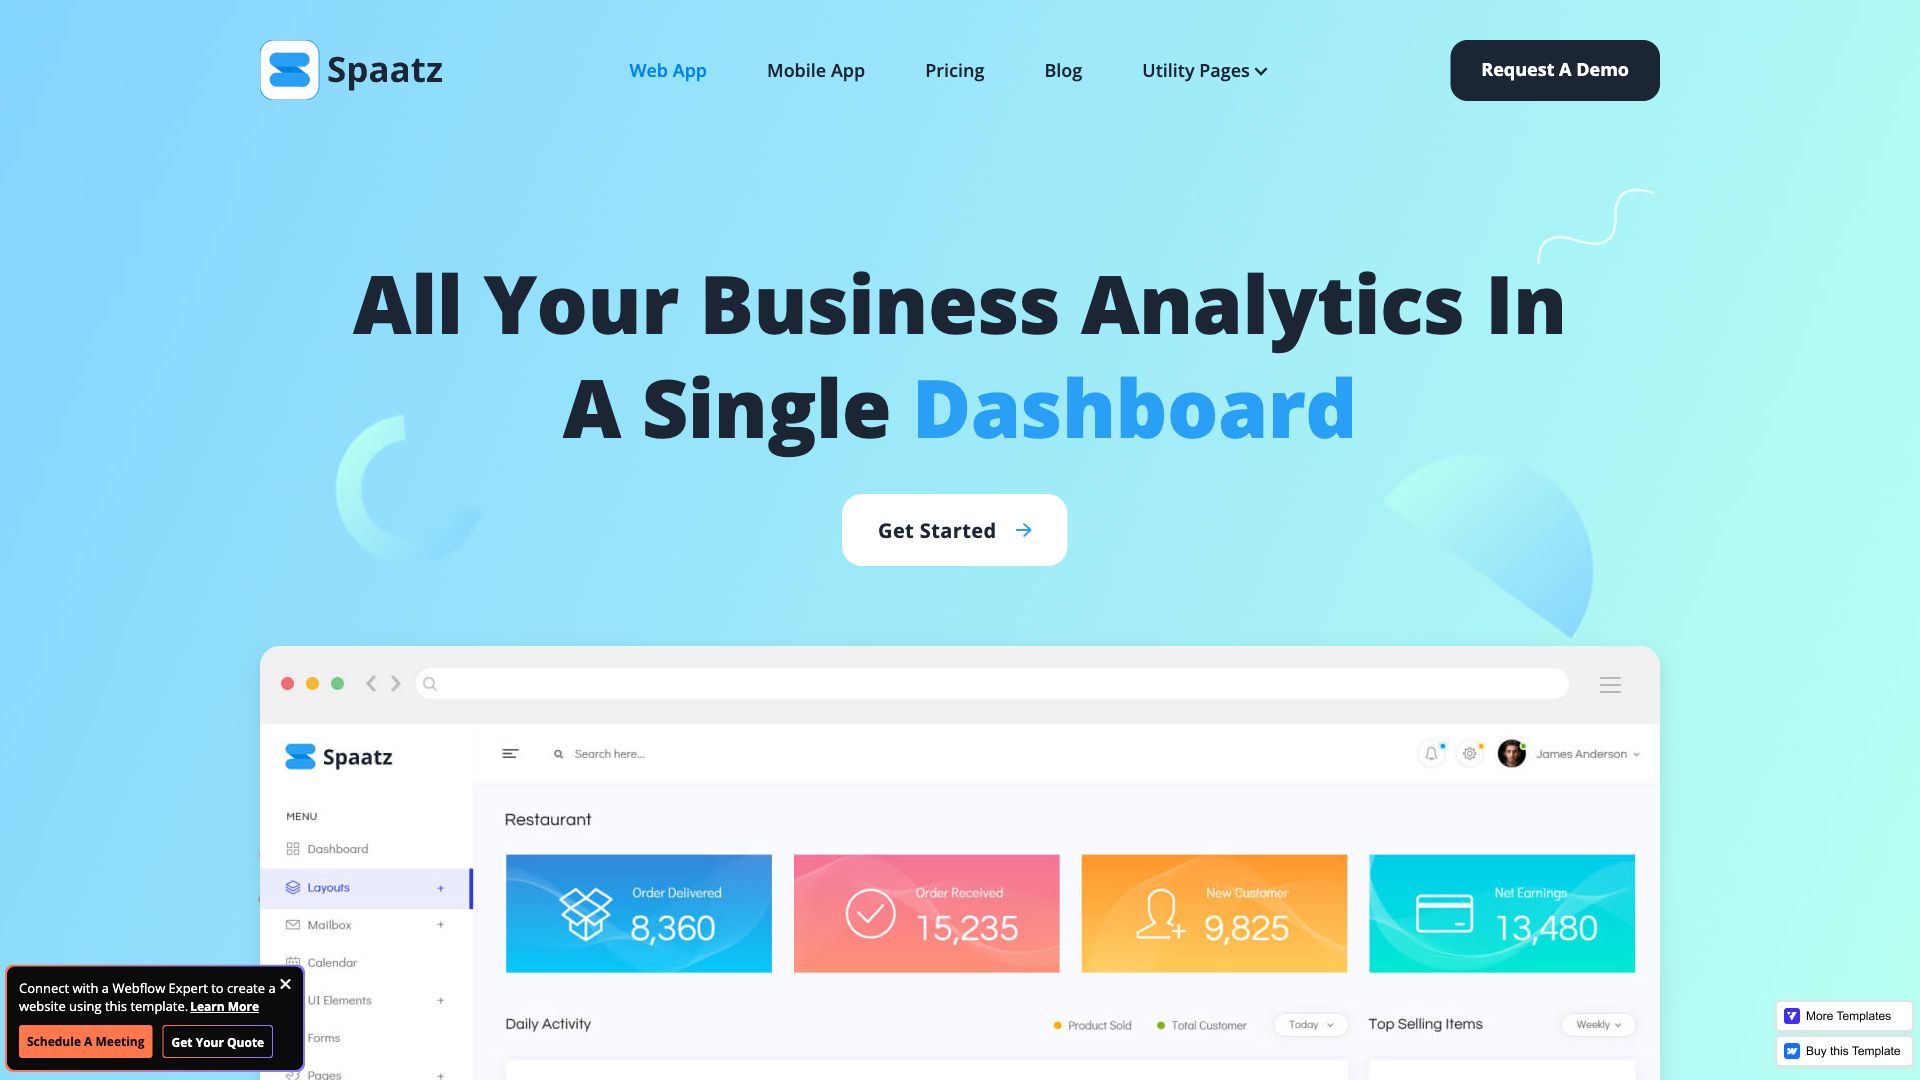 Spaatz
Web App
Mobile App
Pricing
Blog
Utility Pages
Request A Demo
All Your Business Analytics In
A Single Dashboard
Get Started
Spaatz
Search here...
James Anderson
MENU
Dashboard
Layouts +
Mailbox +
Calendar
UI Elements +
Forms
Pages +
Restaurant
Order Delivered
8,360
Order Received
15,235
New Customer
9,825
Net Earnings
13,480
Daily Activity
Product Sold
Total Customer
Today
Top Selling Items
Weekly
Connect with a Webflow Expert to create a
website using this template. Learn More
Schedule A Meeting
Get Your Quote
More Templates
Buy this Template